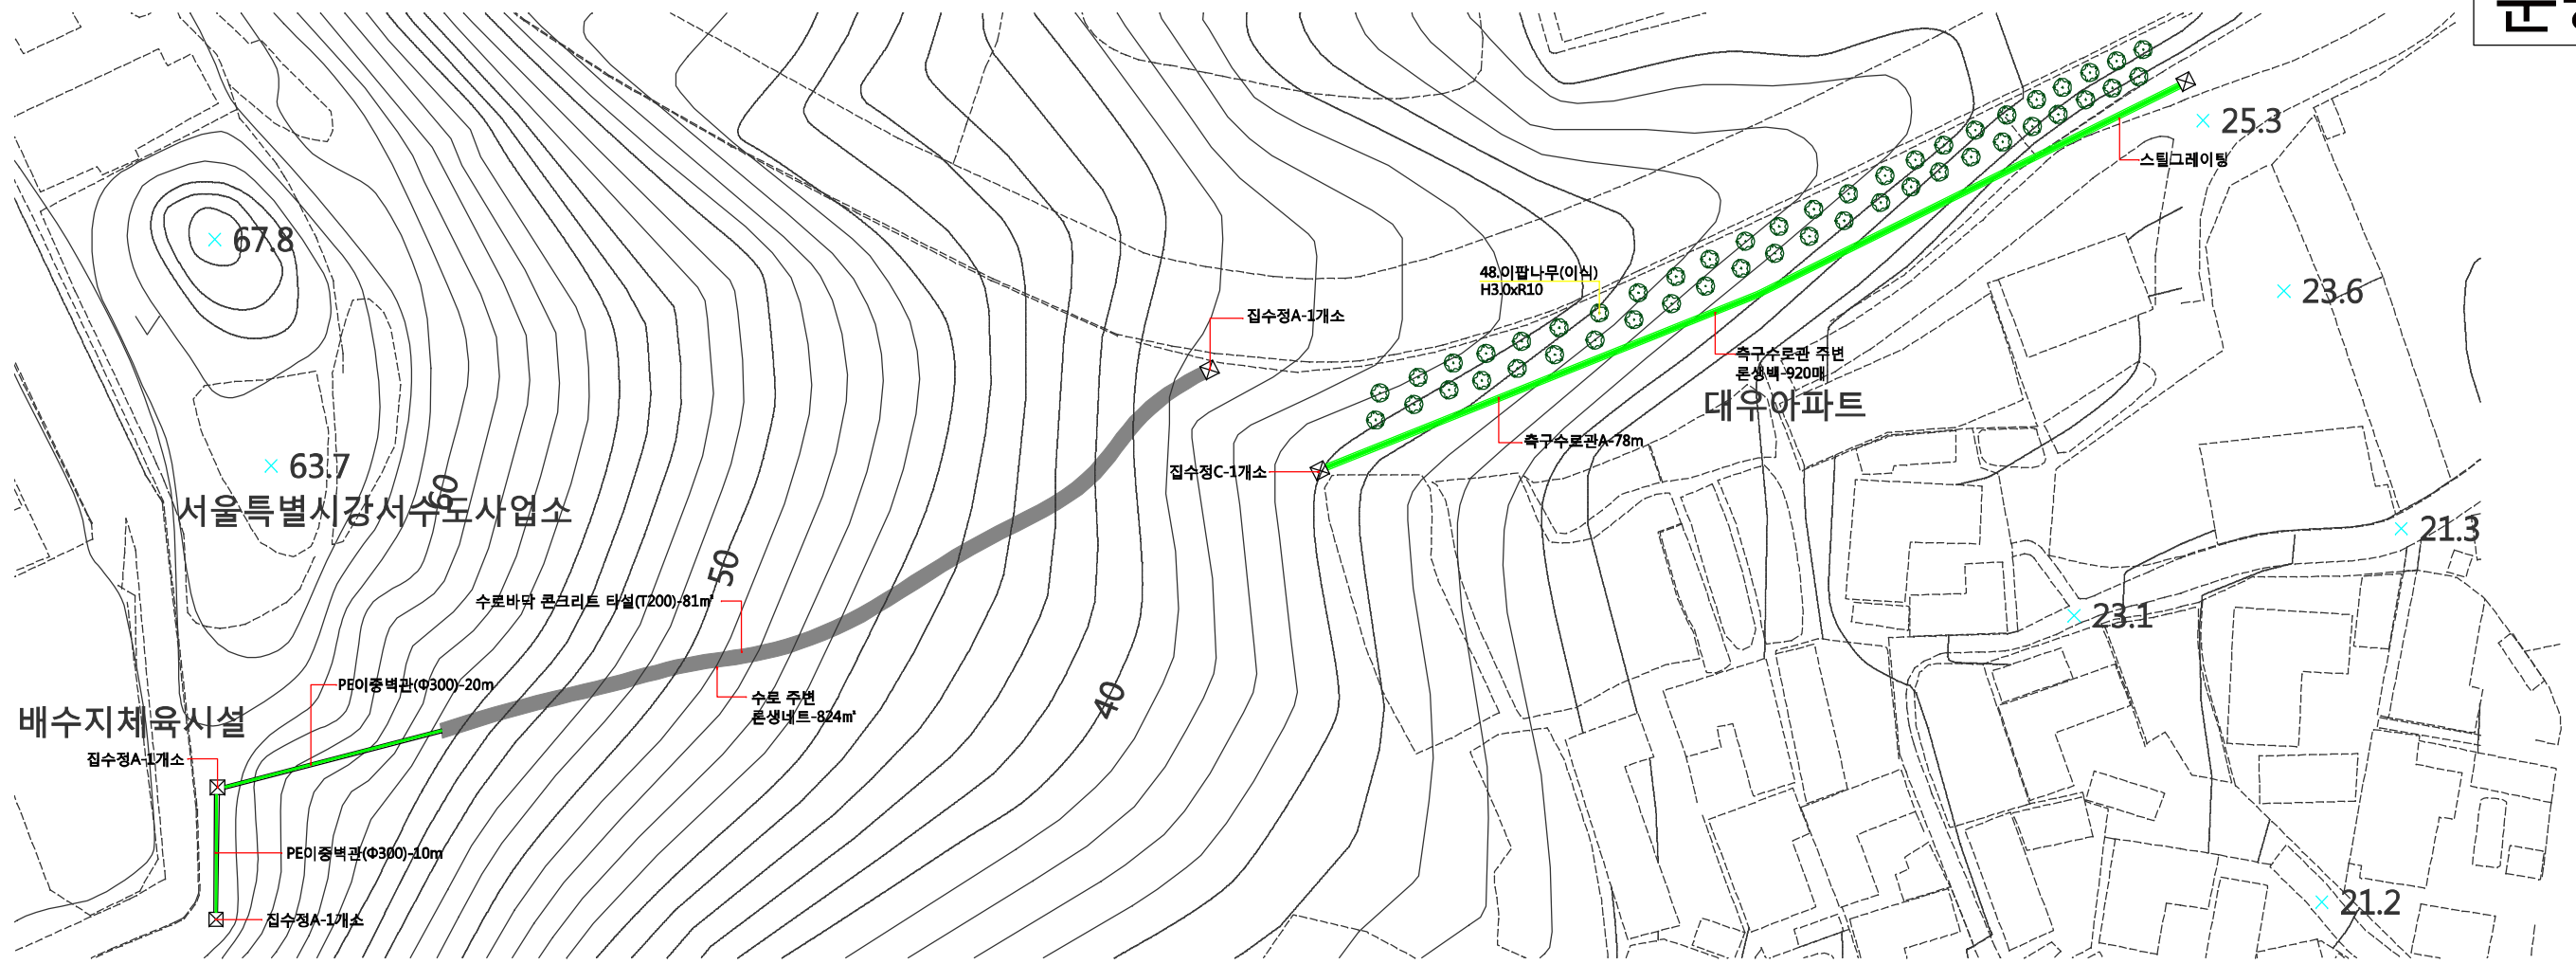 25.3
스틸그레이팅
67.8
48.이팝나무(이식)
H3.0xR10
23.6
집수정A-1개소
측구수로관 주변
론생백-920매
대우아파트
측구수로관A-78m
집수정C-1개소
63.7
60
서울특별시강서수도사업소
21.3
50
수로바닥 콘크리트 타설(T200)-81㎡
23.1
PE이중벽관(Φ300)-20m
수로 주변
론생네트-824㎡
40
배수지체육시설
집수정A-1개소
PE이중벽관(Φ300)-10m
집수정A-1개소
21.2